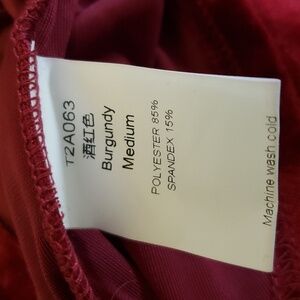 T2A063
酒红色
Burgundy
Medium
POLYESTER 85%
SPANDEX 15%
Machine wash cold